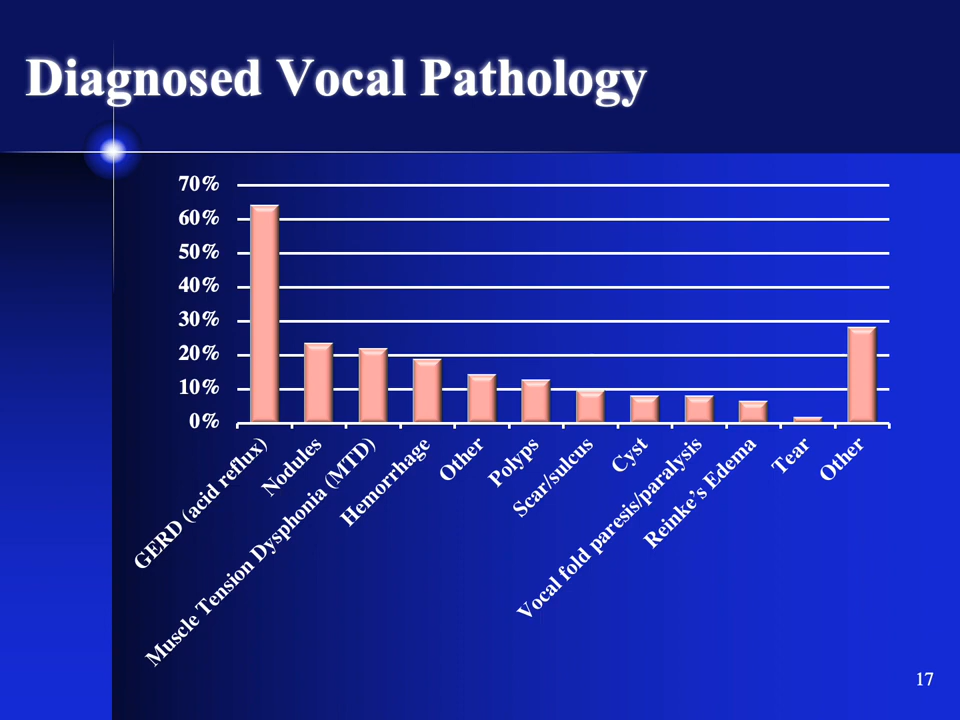 Diagnosed Vocal Pathology
70%
60%
50%
40%
30%
20%
10%
0%
GERD (acid reflux)
Nodules
Muscle Tension Dysphonia (MTD)
Hemorrhage
Other
Polyps
Scar/sulcus
Cyst
Vocal fold paresis/paralysis
Reinke’s Edema
Tear
Other
17